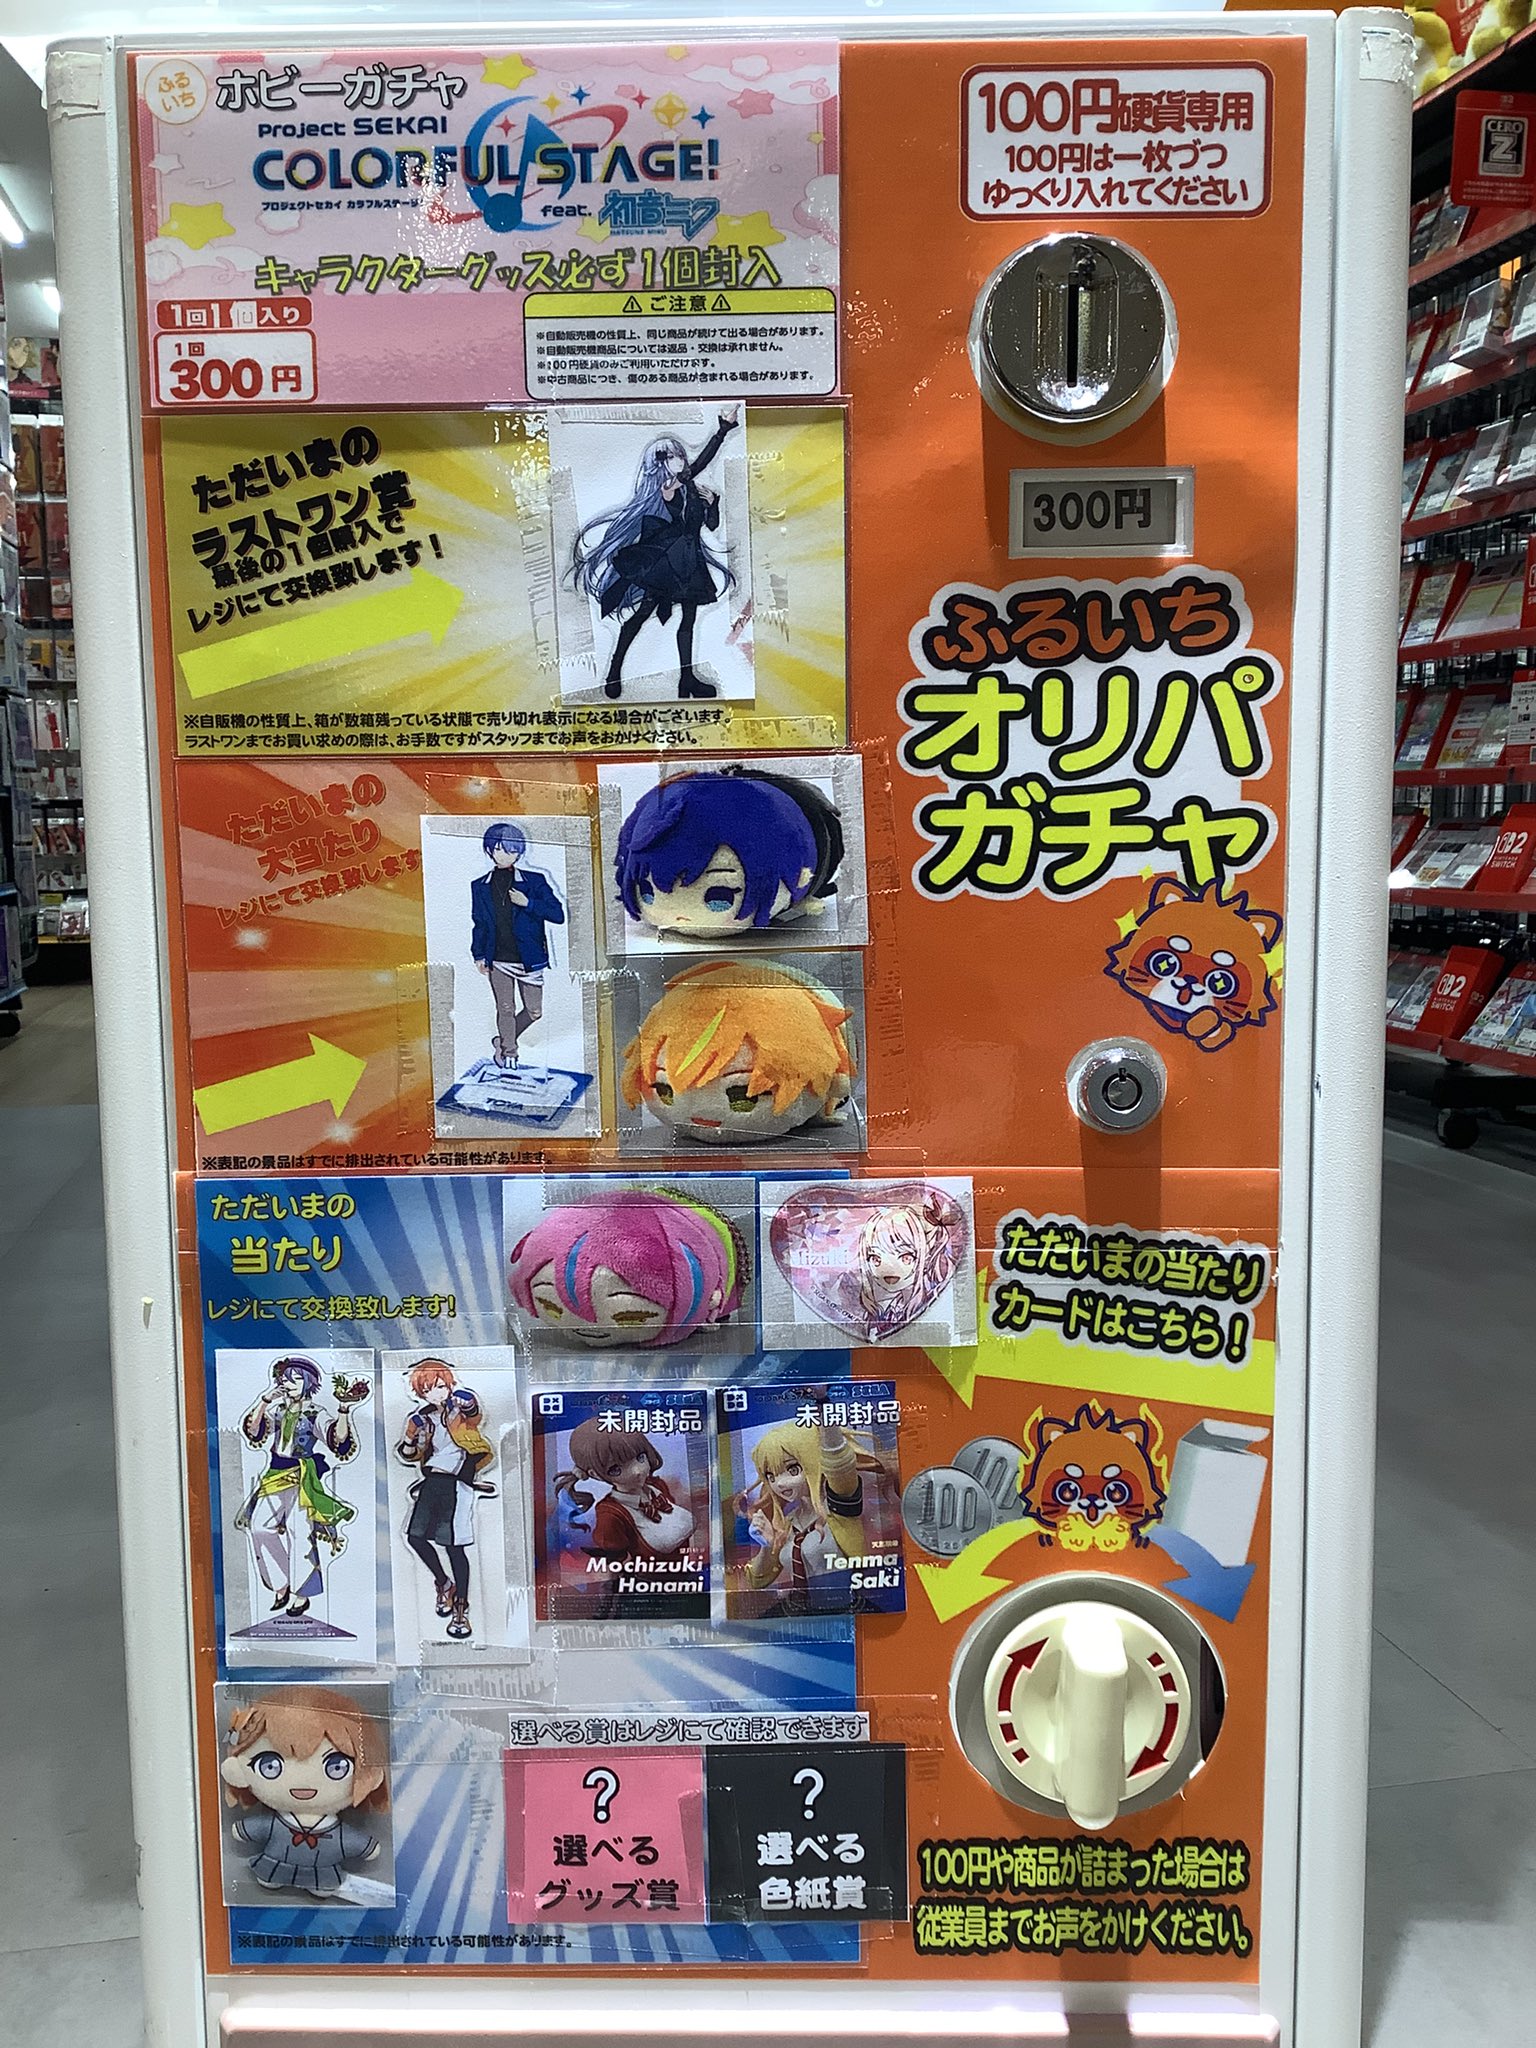 ふるいち
ホビーガチャ
Project SEKAI
COLORFUL STAGE!
プロジェクトセカイ カラフルステージ!
feat. 初音ミク
HATSUNE MIKU
キャラクターグッズ必ず1個封入
1回1個入り
1回
300円
⚠ご注意⚠
※自動販売機の性質上、同じ商品が続けて出る場合があります。
※自動販売機商品については返品・交換は承れません。
※100円硬貨のみご利用いただけます。
※中古商品につき、傷のある商品が含まれる場合があります。
100円硬貨専用
100円は一枚づつ
ゆっくり入れてください
300円
ただいまの
ラストワン賞
最後の1個購入で
レジにて交換致します!
※自販機の性質上、箱が数箱残っている状態で売り切れ表示になる場合がございます。
ラストワンまでお買い求めの際は、お手数ですがスタッフまでお声をおかけください。
ふるいち
オリパ
ガチャ
ただいまの
大当たり
レジにて交換致します
TOYA
※表記の景品はすでに排出されている可能性があります。
ただいまの
当たり
レジにて交換致します!
ただいまの当たり
カードはこちら!
未開封品
Mochizuki
Honami
SEGA
未開封品
天馬咲希
Tenma
Saki
100
100
選べる賞はレジにて確認できます
?
選べる
グッズ賞
?
選べる
色紙賞
※表記の景品はすでに排出されている可能性があります。
100円や商品が詰まった場合は
従業員までお声をかけください。
CERO
Z